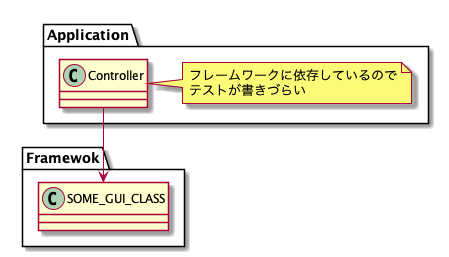 Application
C Controller
フレームワークに依存しているので
テストが書きづらい
Framewok
C SOME_GUI_CLASS